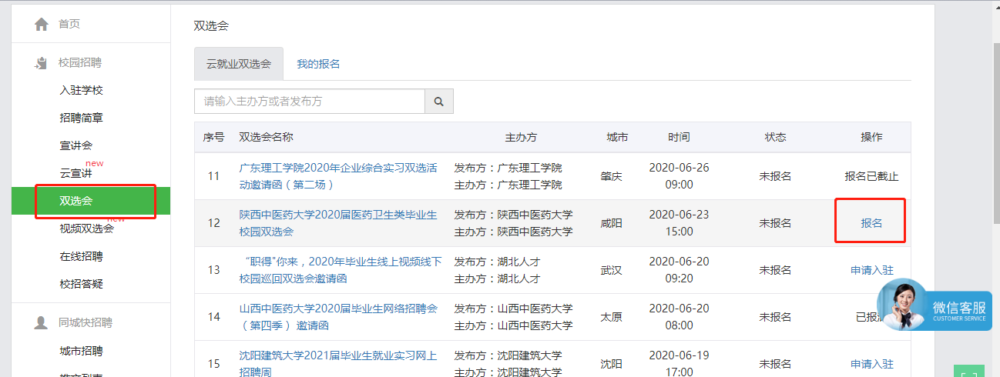 首页
校园招聘
入驻学校
招聘简章
宣讲会
new
云宣讲
双选会
new
视频双选会
在线招聘
校招答疑
同城快招聘
城市招聘
双选会
云就业双选会 我的报名
请输入主办方或者发布方
序号 双选会名称 主办方 城市 时间 状态 操作
11 广东理工学院2020年企业综合实习双选活 发布方：广东理工学院 肇庆 2020-06-26 未报名 报名已截止
动邀请函（第二场） 主办方：广东理工学院 09:00
12 陕西中医药大学2020届医药卫生类毕业生 发布方：陕西中医药大学 咸阳 2020-06-23 未报名 报名
校园双选会 主办方：陕西中医药大学 15:00
13 “职得"你来，2020年毕业生线上视频线下 发布方：湖北人才 武汉 2020-06-20 未报名 申请入驻
校园巡回双选会邀请函 主办方：湖北人才 09:20
14 山西中医药大学2020届毕业生网络招聘会 发布方：山西中医药大学 太原 2020-06-20 未报名 已报
（第四季） 邀请函 主办方：山西中医药大学 08:00
15 沈阳建筑大学2021届毕业生就业实习网上 发布方：沈阳建筑大学 沈阳 2020-06-19 未报名 申请入驻
招聘周 主办方：沈阳建筑大学 17:00
微信客服
CUSTOMER SERVICE